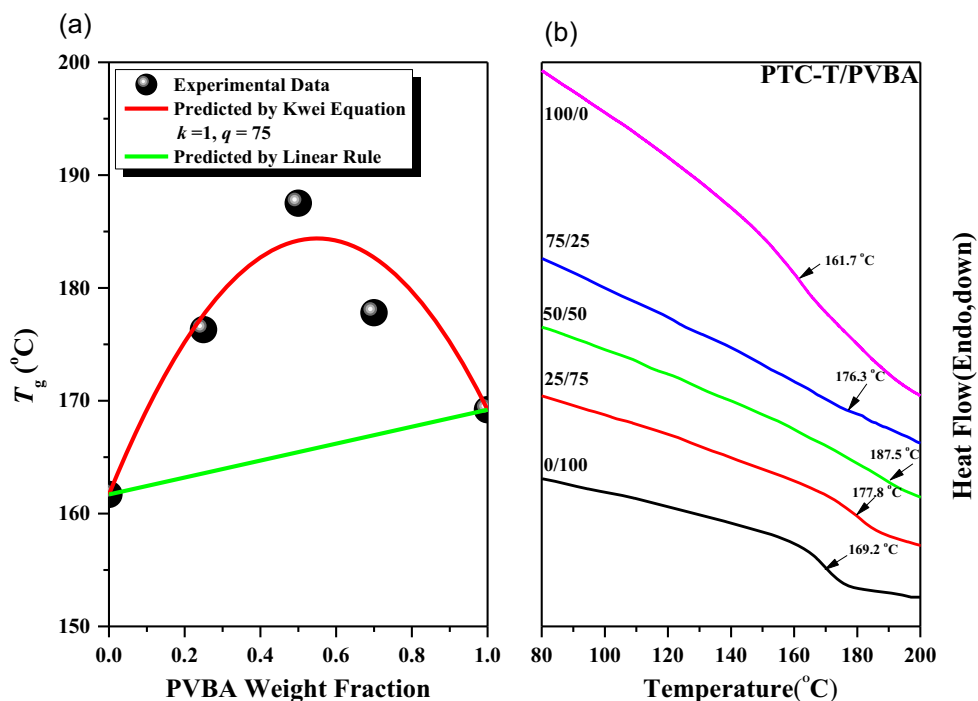 (a)
200
190
180
170
160
150
Tg (°C)
Experimental Data
Predicted by Kwei Equation
k =1, q = 75
Predicted by Linear Rule
0.0 0.2 0.4 0.6 0.8 1.0
PVBA Weight Fraction
(b)
PTC-T/PVBA
100/0
161.7 °C
75/25
176.3 °C
50/50
187.5 °C
25/75
177.8 °C
0/100
169.2 °C
80 100 120 140 160 180 200
Temperature(°C)
Heat Flow(Endo,down)